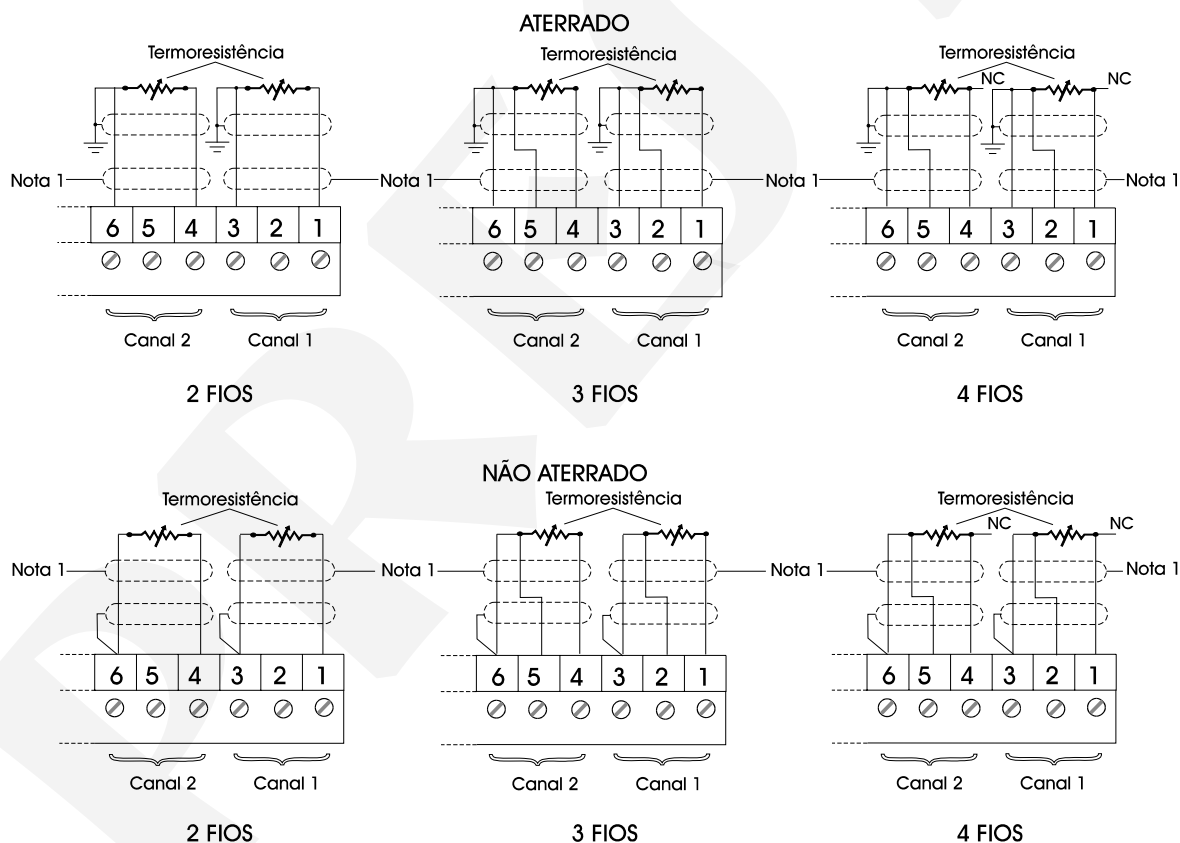 ATERRADO
Termoresistência
Termoresistência
Termoresistência
NC
NC
Nota 1
Nota 1
Nota 1
Nota 1
6 5 4 3 2 1
6 5 4 3 2 1
6 5 4 3 2 1
Canal 2
Canal 1
Canal 2
Canal 1
Canal 2
Canal 1
2 FIOS
3 FIOS
4 FIOS
NÃO ATERRADO
Termoresistência
Termoresistência
Termoresistência
NC
NC
Nota 1
Nota 1
Nota 1
Nota 1
6 5 4 3 2 1
6 5 4 3 2 1
6 5 4 3 2 1
Canal 2
Canal 1
Canal 2
Canal 1
Canal 2
Canal 1
2 FIOS
3 FIOS
4 FIOS